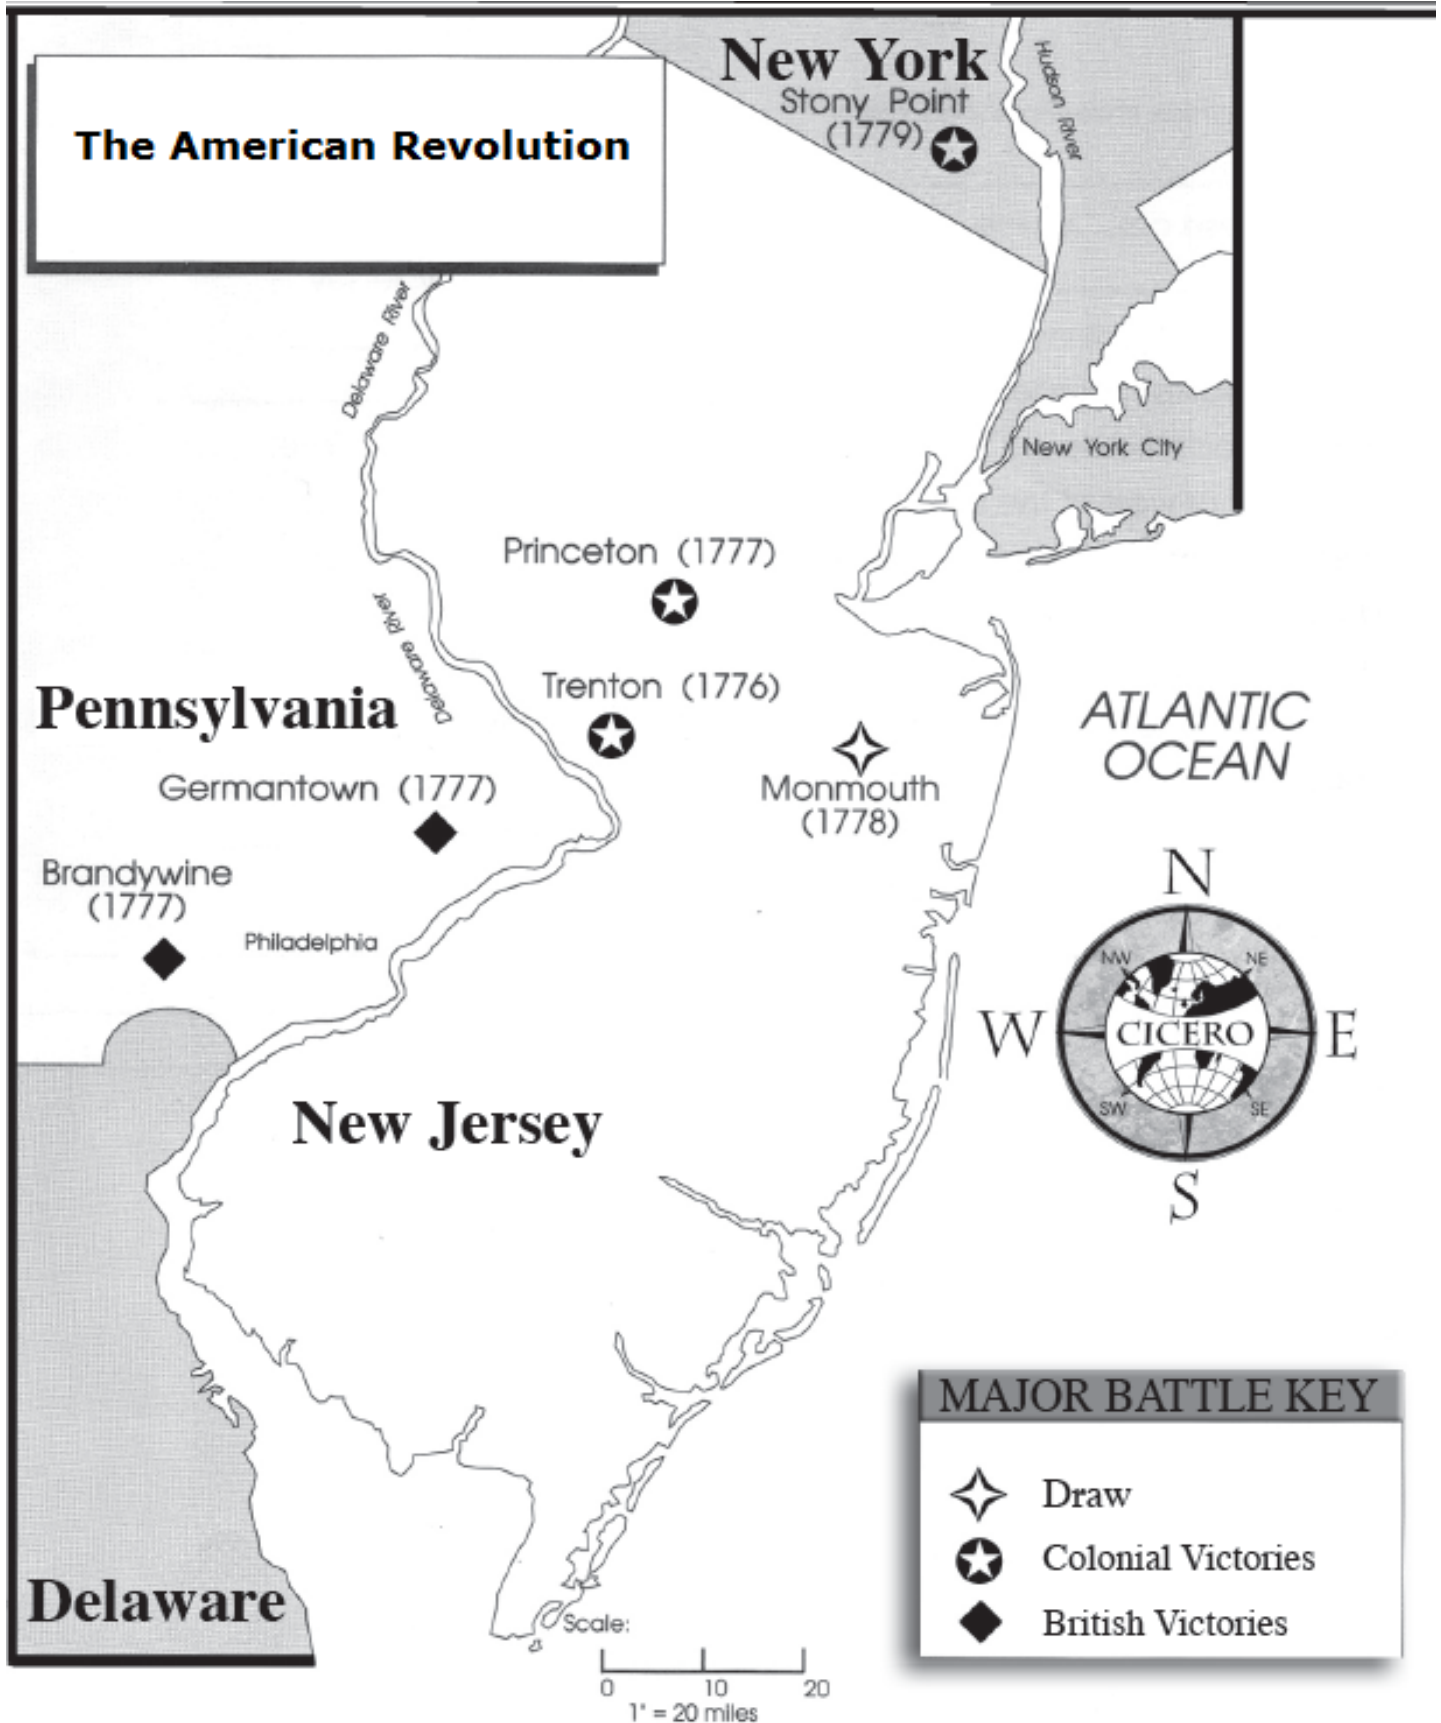 The American Revolution
New York
Stony Point
(1779)
Hudson River
Delaware River
New York City
Princeton (1777)
Delaware River
Trenton (1776)
Pennsylvania
ATLANTIC
OCEAN
Germantown (1777)
Monmouth
(1778)
Brandywine
(1777)
Philadelphia
N
NW
NE
W
CICERO
E
SW
SE
S
New Jersey
MAJOR BATTLE KEY
Draw
Colonial Victories
British Victories
Delaware
Scale:
0 10 20
1" = 20 miles